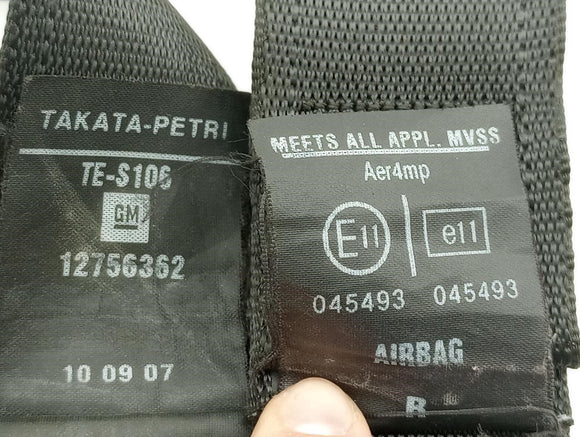 TAKATA-PETRI
TE-S106
GM
12756362
10 09 07
MEETS ALL APPL. MVSS
Aer4mp
E11 e11
045493 045493
AIRBAG
B